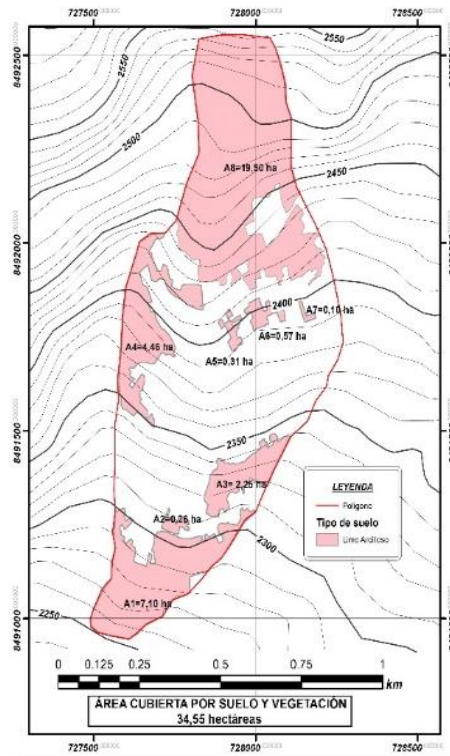 727500
728000
728500
8492500
2550
2550
2500
A8=19,50 ha
2450
8492000
2400
A7=0,10 ha
A6=0,57 ha
A5=0,31 ha
A4=4,46 ha
8491500
2350
A3= 2,25 ha
A2=0,26 ha
2300
A1=7,10 ha
2250
8491000
LEYENDA
Polígono
Tipo de suelo
Limo Arcilloso
0 0.125 0.25 0.5 0.75 1
km
ÁREA CUBIERTA POR SUELO Y VEGETACIÓN
34,55 hectáreas
727500
728000
728500